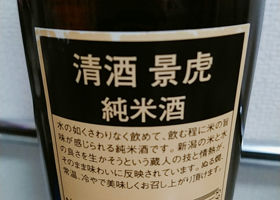 清酒 景虎
純米酒
水の如くさわりなく飲めて、飲む程に米の旨
味が感じられる純米酒です。新潟の米と水
の良さを生かそうという蔵人の技と情熱が、
そのまま味わいに反映されています。ぬる燗、
常温、冷やで美味しくお召し上がり頂けます。